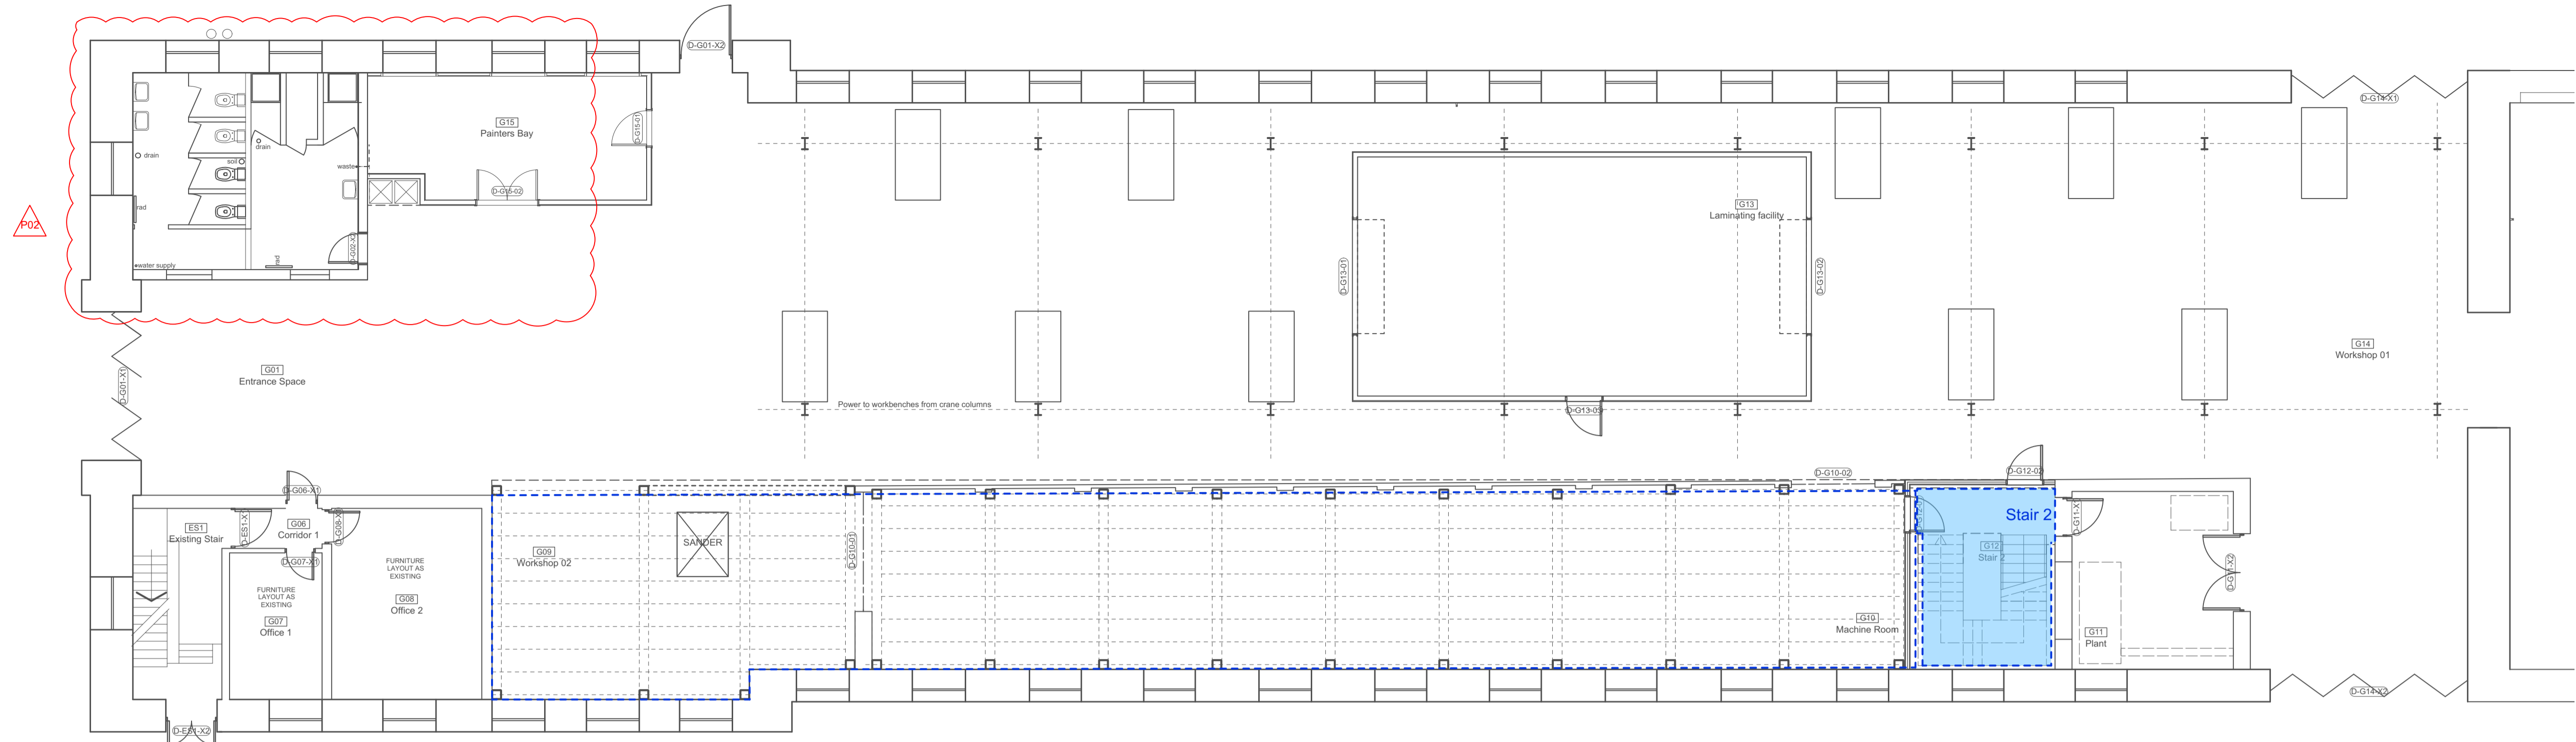 D-G01-X2
D-G14-X1
G15
Painters Bay
D-G15-01
drain
drain
soil
waste
D-G15-02
rad
P02
G13
Laminating facility
D-G02-X2
water supply
rad
D-G13-01
D-G13-02
G14
Workshop 01
G01
Entrance Space
D-G01-X1
Power to workbenches from crane columns
D-G13-03
D-G10-02
D-G12-02
D-G06-X1
ES1
Existing Stair
D-ES1-X1
G06
Corridor 1
D-G08-X1
Stair 2
D-G11-X1
SANDER
G09
Workshop 02
D-G10-01
G12
Stair 2
D-G07-X1
FURNITURE
LAYOUT AS
EXISTING
G08
Office 2
D-G11-X2
FURNITURE
LAYOUT AS
EXISTING
G07
Office 1
G10
Machine Room
G11
Plant
D-G14-X2
D-ES1-X2